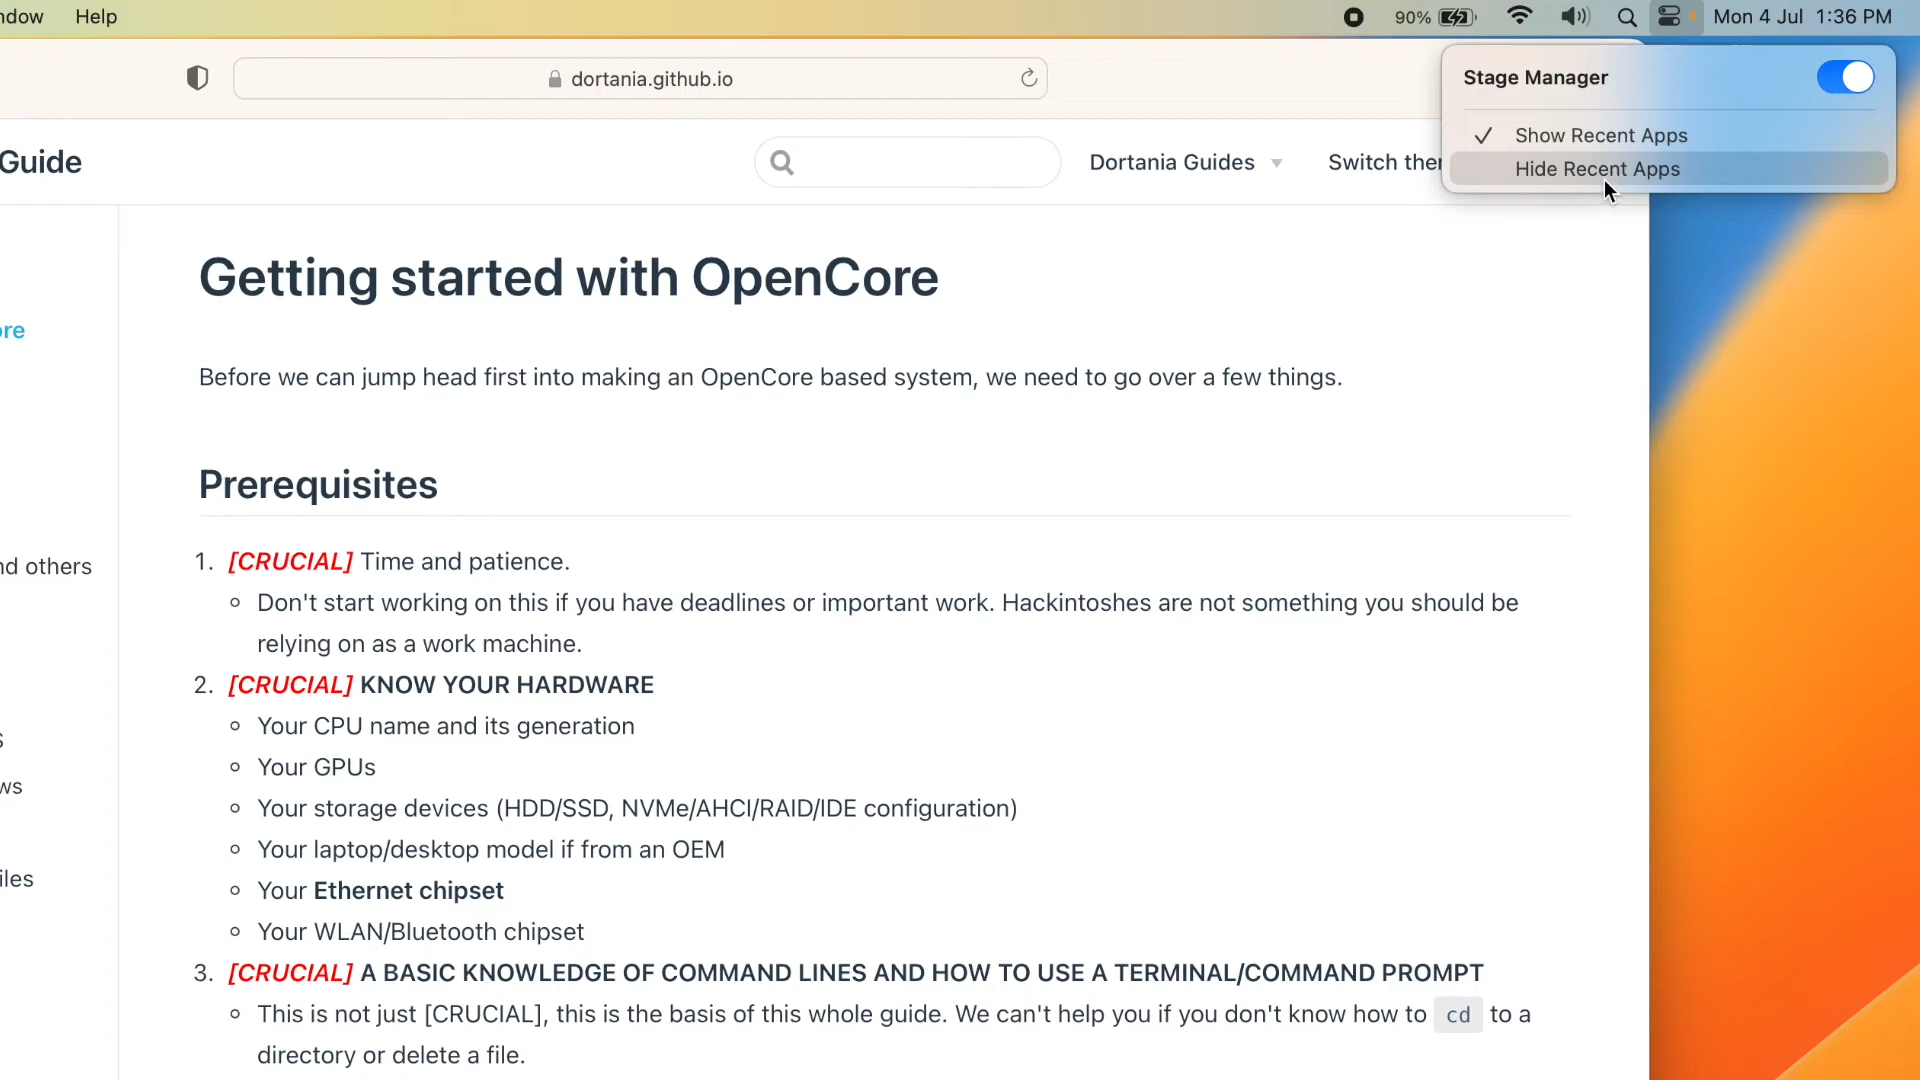 ndow Help 90% Mon 4 Jul 1:36 PM
dortania.github.io
Stage Manager
✓ Show Recent Apps
Hide Recent Apps
Guide Dortania Guides Switch ther
Getting started with OpenCore
ore
Before we can jump head first into making an OpenCore based system, we need to go over a few things.
Prerequisites
1. [CRUCIAL] Time and patience.
nd others
Don't start working on this if you have deadlines or important work. Hackintoshes are not something you should be
relying on as a work machine.
2. [CRUCIAL] KNOW YOUR HARDWARE
Your CPU name and its generation
S
Your GPUs
ws
Your storage devices (HDD/SSD, NVMe/AHCI/RAID/IDE configuration)
Your laptop/desktop model if from an OEM
iles
Your Ethernet chipset
Your WLAN/Bluetooth chipset
3. [CRUCIAL] A BASIC KNOWLEDGE OF COMMAND LINES AND HOW TO USE A TERMINAL/COMMAND PROMPT
This is not just [CRUCIAL], this is the basis of this whole guide. We can't help you if you don't know how to cd to a
directory or delete a file.